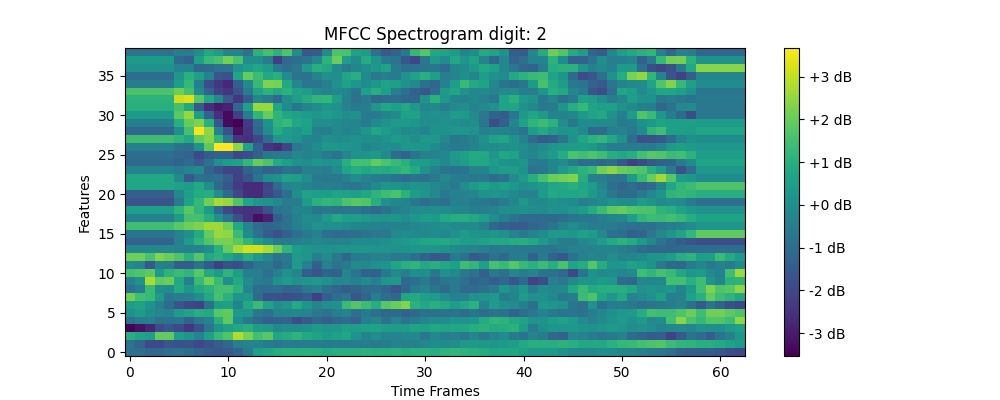 MFCC Spectrogram digit: 2
Features
35
30
25
20
15
10
5
0
0 10 20 30 40 50 60
Time Frames
+3 dB
+2 dB
+1 dB
+0 dB
-1 dB
-2 dB
-3 dB